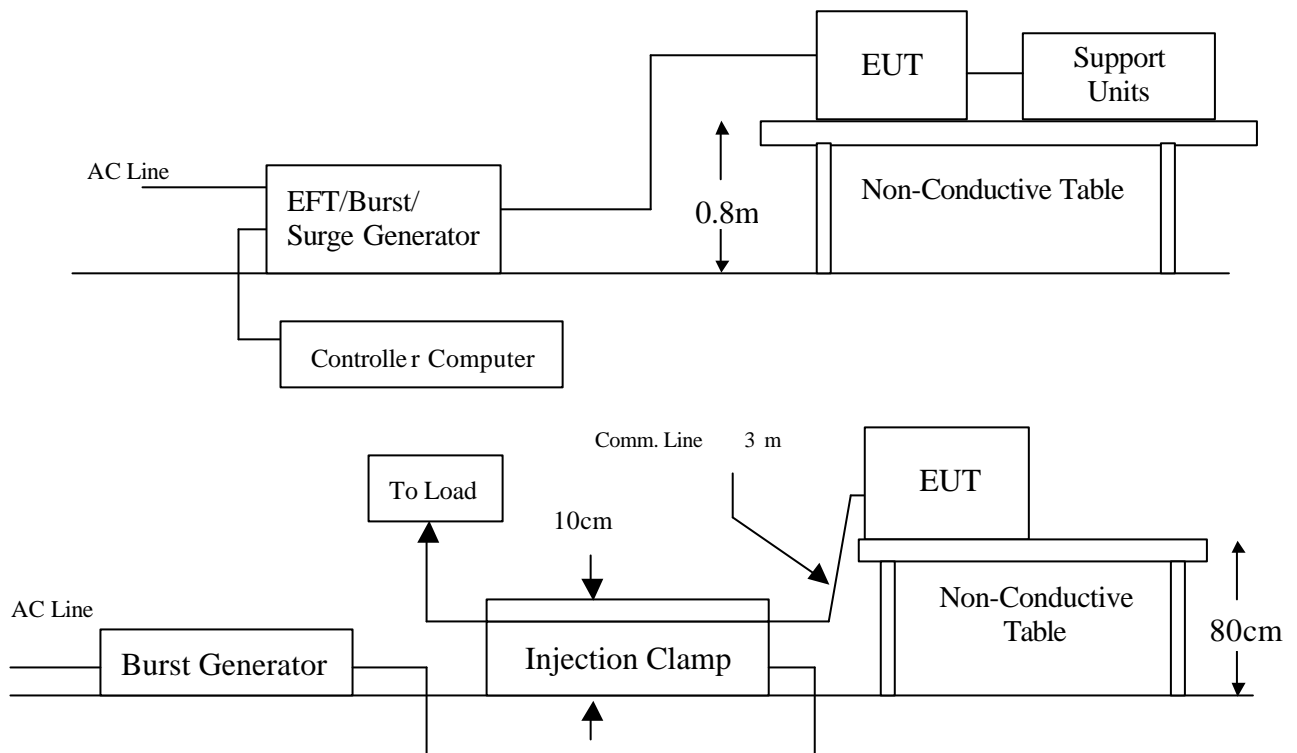 EUT
Support
Units
AC Line
EFT/Burst/
Surge Generator
0.8m
Non-Conductive Table
Controller Computer
Comm. Line 3 m
To Load
10cm
EUT
AC Line
Burst Generator
Injection Clamp
Non-Conductive
Table
80cm